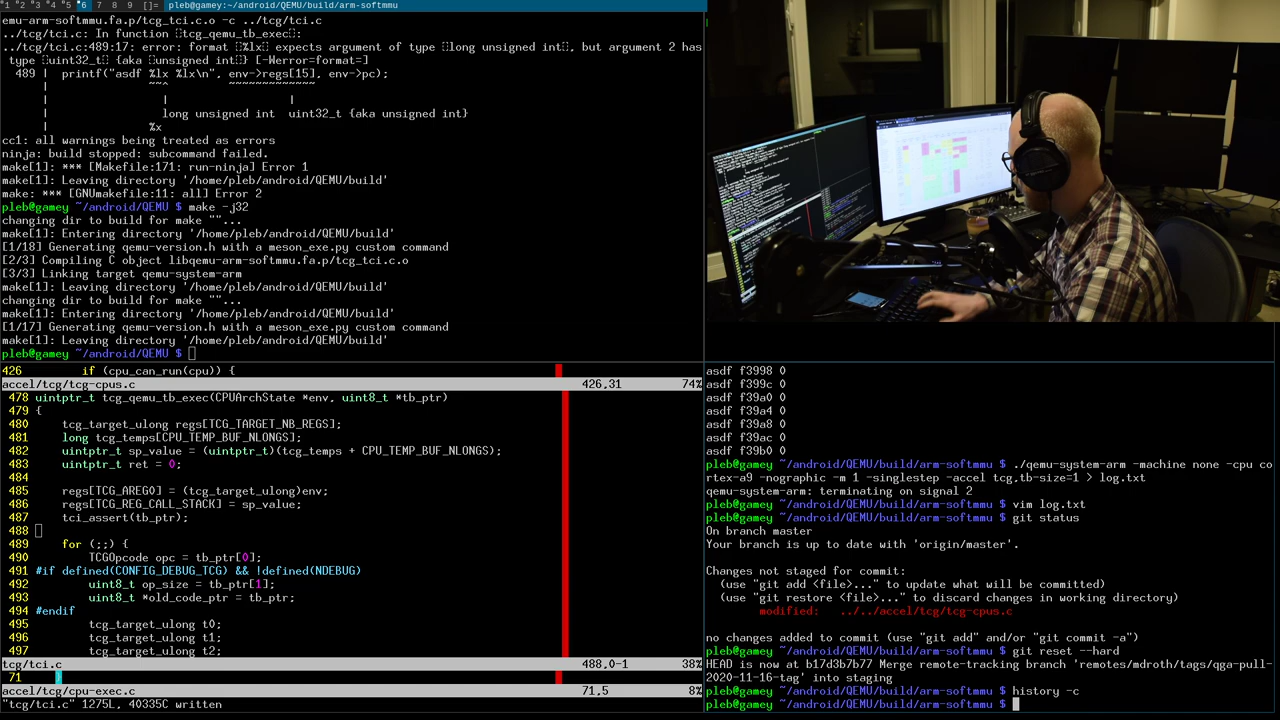 1 2 3 4 5 6 7 8 9 []= pleb@gamey:~/android/QEMU/build/arm-softmmu
emu-arm-softmmu.fa.p/tcg_tci.c.o -c ../tcg/tci.c
../tcg/tci.c: In function tcg_qemu_tb_exec:
../tcg/tci.c:489:17: error: format %lx expects argument of type long unsigned int, but argument 2 has
type uint32_t {aka unsigned int} [-Werror=format=]
489 | printf("asdf %lx %lx\n", env->regs[15], env->pc);
| ~~^ ~~~~~~~~~~~~~
| | |
| long unsigned int uint32_t {aka unsigned int}
| %x
cc1: all warnings being treated as errors
ninja: build stopped: subcommand failed.
make[1]: *** [Makefile:171: run-ninja] Error 1
make[1]: Leaving directory '/home/pleb/android/QEMU/build'
make: *** [GNUmakefile:11: all] Error 2
pleb@gamey ~/android/QEMU $ make -j32
changing dir to build for make ""...
make[1]: Entering directory '/home/pleb/android/QEMU/build'
[1/18] Generating qemu-version.h with a meson_exe.py custom command
[2/3] Compiling C object libqemu-arm-softmmu.fa.p/tcg_tci.c.o
[3/3] Linking target qemu-system-arm
make[1]: Leaving directory '/home/pleb/android/QEMU/build'
changing dir to build for make ""...
make[1]: Entering directory '/home/pleb/android/QEMU/build'
[1/17] Generating qemu-version.h with a meson_exe.py custom command
make[1]: Leaving directory '/home/pleb/android/QEMU/build'
pleb@gamey ~/android/QEMU $
426 if (cpu_can_run(cpu)) {
accel/tcg/tcg-cpus.c 426,31 74%
478 uintptr_t tcg_qemu_tb_exec(CPUArchState *env, uint8_t *tb_ptr)
479 {
480 tcg_target_ulong regs[TCG_TARGET_NB_REGS];
481 long tcg_temps[CPU_TEMP_BUF_NLONGS];
482 uintptr_t sp_value = (uintptr_t)(tcg_temps + CPU_TEMP_BUF_NLONGS);
483 uintptr_t ret = 0;
484
485 regs[TCG_AREG0] = (tcg_target_ulong)env;
486 regs[TCG_REG_CALL_STACK] = sp_value;
487 tci_assert(tb_ptr);
488
489 for (;;) {
490 TCGOpcode opc = tb_ptr[0];
491 #if defined(CONFIG_DEBUG_TCG) && !defined(NDEBUG)
492 uint8_t op_size = tb_ptr[1];
493 uint8_t *old_code_ptr = tb_ptr;
494 #endif
495 tcg_target_ulong t0;
496 tcg_target_ulong t1;
497 tcg_target_ulong t2;
tcg/tci.c 488,0-1 38%
71 }
accel/tcg/cpu-exec.c 71,5 8%
"tcg/tci.c" 1275L, 40335C written
asdf f3998 0
asdf f399c 0
asdf f39a0 0
asdf f39a4 0
asdf f39a8 0
asdf f39ac 0
asdf f39b0 0
pleb@gamey ~/android/QEMU/build/arm-softmmu $ ./qemu-system-arm -machine none -cpu co
rtex-a9 -nographic -m 1 -singlestep -accel tcg,tb-size=1 > log.txt
qemu-system-arm: terminating on signal 2
pleb@gamey ~/android/QEMU/build/arm-softmmu $ vim log.txt
pleb@gamey ~/android/QEMU/build/arm-softmmu $ git status
On branch master
Your branch is up to date with 'origin/master'.
Changes not staged for commit:
(use "git add <file>..." to update what will be committed)
(use "git restore <file>..." to discard changes in working directory)
modified: ../../accel/tcg/tcg-cpus.c
no changes added to commit (use "git add" and/or "git commit -a")
pleb@gamey ~/android/QEMU/build/arm-softmmu $ git reset --hard
HEAD is now at b17d3b7b77 Merge remote-tracking branch 'remotes/mdroth/tags/qga-pull-
2020-11-16-tag' into staging
pleb@gamey ~/android/QEMU/build/arm-softmmu $ history -c
pleb@gamey ~/android/QEMU/build/arm-softmmu $